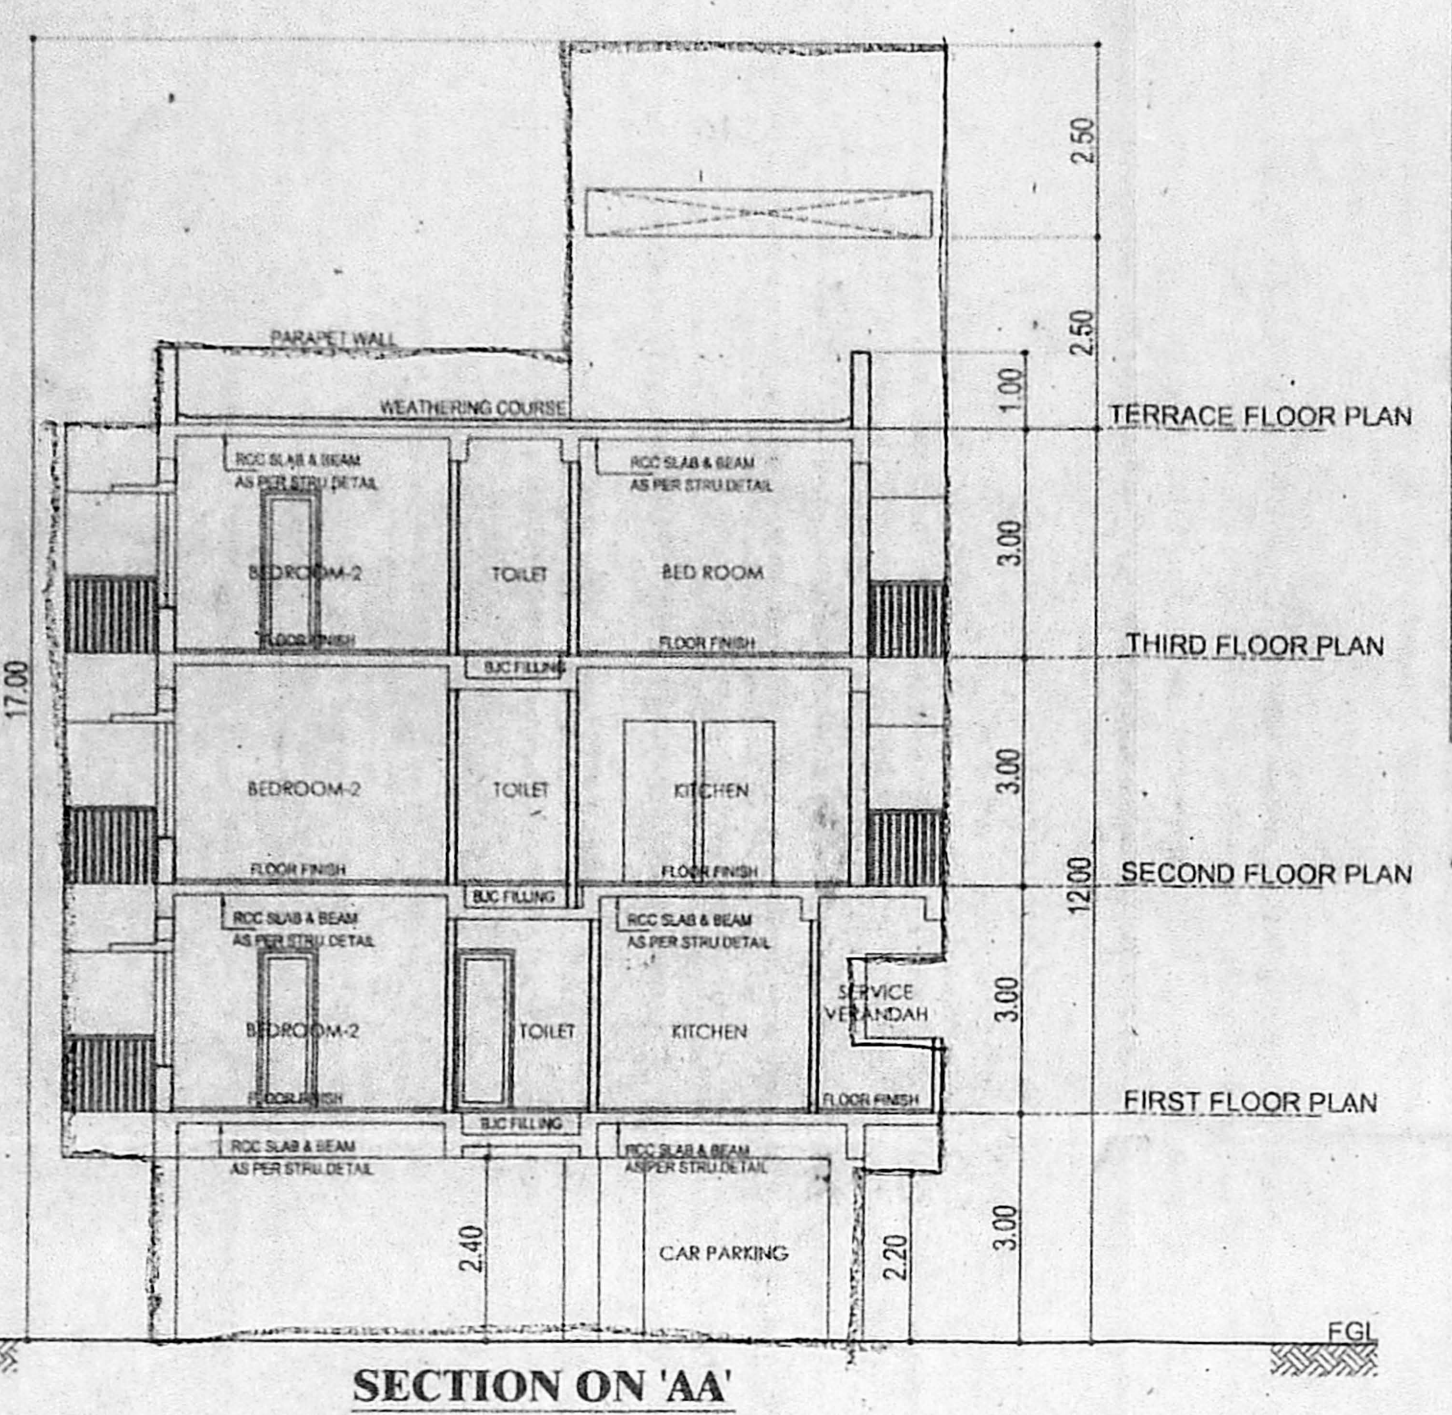 2.50
PARAPET WALL
2.50
1.00
WEATHERING COURSE
TERRACE FLOOR PLAN
RCC SLAB & BEAM
AS PER STRU.DETAIL
RCC SLAB & BEAM
AS PER STRU.DETAIL
3.00
BEDROOM-2
TOILET
BED ROOM
FLOOR FINISH
FLOOR FINISH
THIRD FLOOR PLAN
BJC FILLING
17.00
3.00
BEDROOM-2
TOILET
KITCHEN
FLOOR FINISH
FLOOR FINISH
12.00
SECOND FLOOR PLAN
BJC FILLING
RCC SLAB & BEAM
AS PER STRU.DETAIL
RCC SLAB & BEAM
AS PER STRU.DETAIL
SERVICE
VERANDAH
3.00
BEDROOM-2
TOILET
KITCHEN
FLOOR FINISH
FLOOR FINISH
FIRST FLOOR PLAN
BJC FILLING
RCC SLAB & BEAM
AS PER STRU.DETAIL
RCC SLAB & BEAM
AS PER STRU.DETAIL
2.40
CAR PARKING
2.20
3.00
FGL
SECTION ON 'AA'